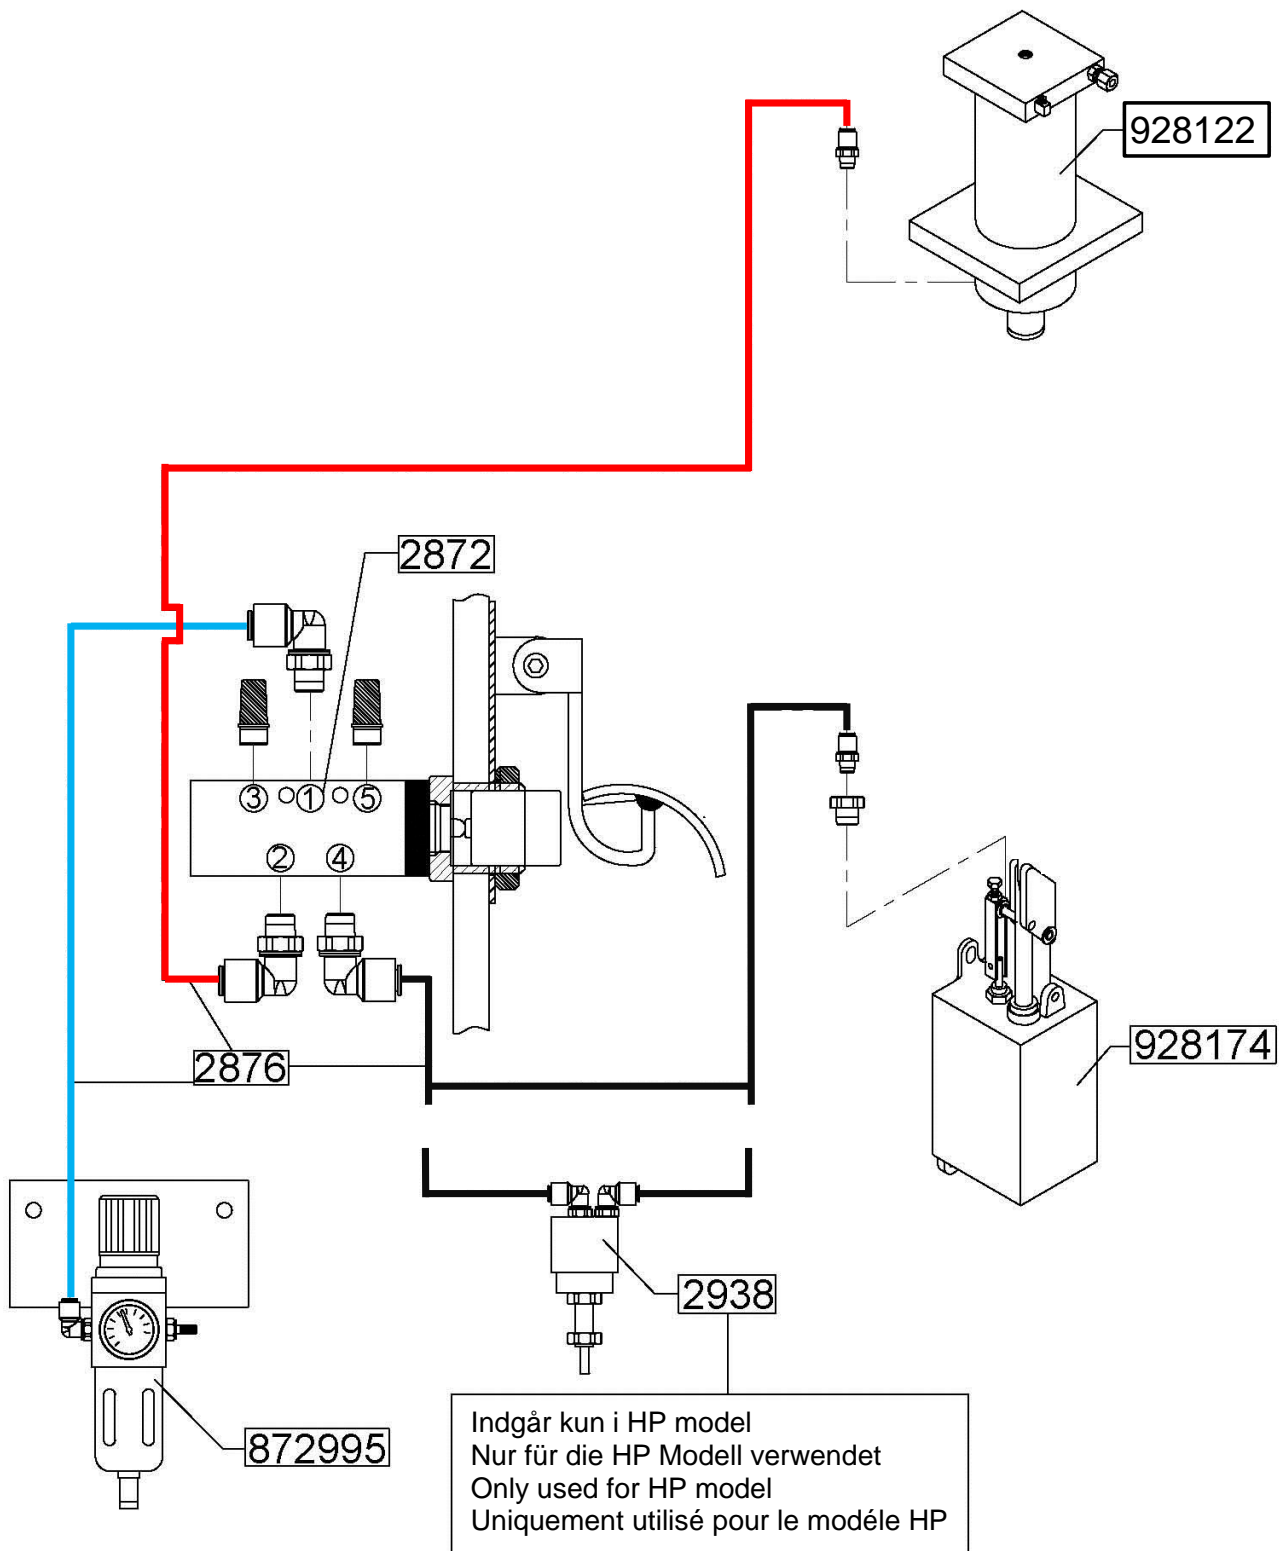 928122
2872
3
1
5
2
4
2876
928174
2938
872995
Indgår kun i HP model
Nur für die HP Modell verwendet
Only used for HP model
Uniquement utilisé pour le modéle HP